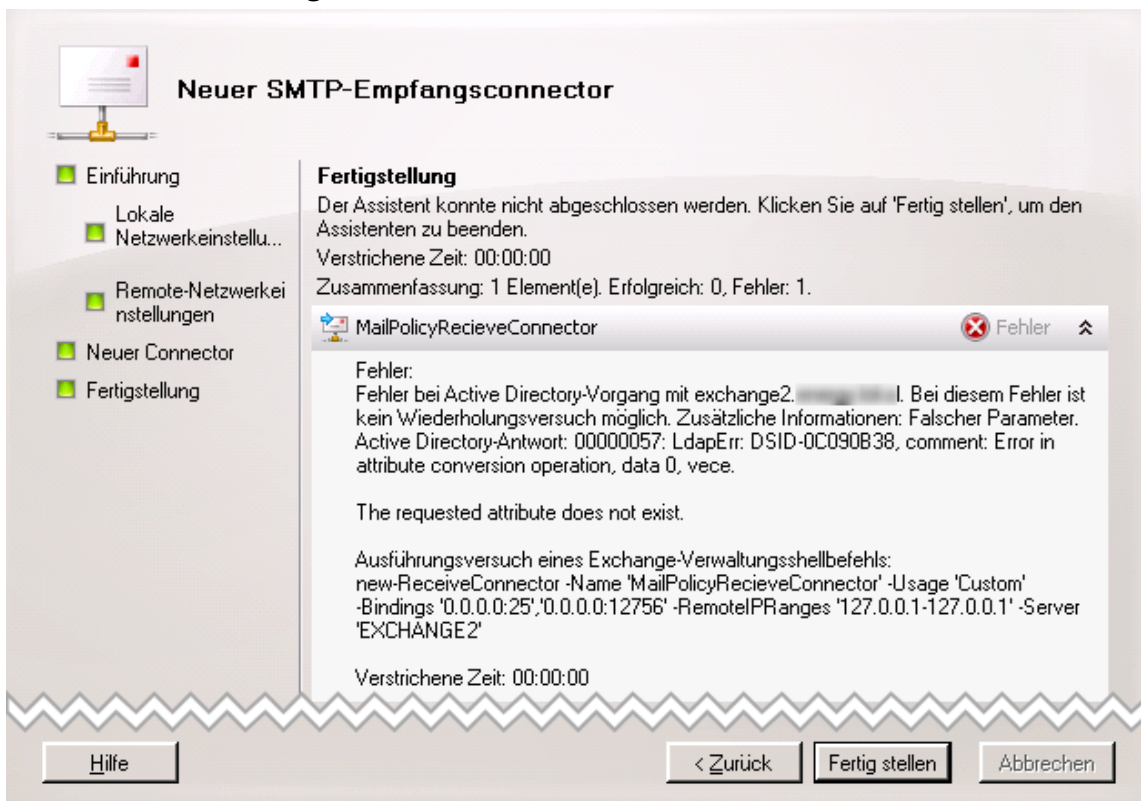 Neuer SMTP-Empfangsconnector
Einführung
Lokale
Netzwerkeinstellu...
Remote-Netzwerkei
nstellungen
Neuer Connector
Fertigstellung
Fertigstellung
Der Assistent konnte nicht abgeschlossen werden. Klicken Sie auf 'Fertig stellen', um den
Assistenten zu beenden.
Verstrichene Zeit: 00:00:00
Zusammenfassung: 1 Element(e). Erfolgreich: 0, Fehler: 1.
MailPolicyRecieveConnector
Fehler
Fehler:
Fehler bei Active Directory-Vorgang mit exchange2. l. Bei diesem Fehler ist
kein Wiederholungsversuch möglich. Zusätzliche Informationen: Falscher Parameter.
Active Directory-Antwort: 00000057: LdapErr: DSID-0C090B38, comment: Error in
attribute conversion operation, data 0, vece.
The requested attribute does not exist.
Ausführungsversuch eines Exchange-Verwaltungsshellbefehls:
new-ReceiveConnector -Name 'MailPolicyRecieveConnector' -Usage 'Custom'
-Bindings '0.0.0.0:25','0.0.0.0:12756' -RemoteIPRanges '127.0.0.1-127.0.0.1' -Server
'EXCHANGE2'
Verstrichene Zeit: 00:00:00
Hilfe
< Zurück
Fertig stellen
Abbrechen